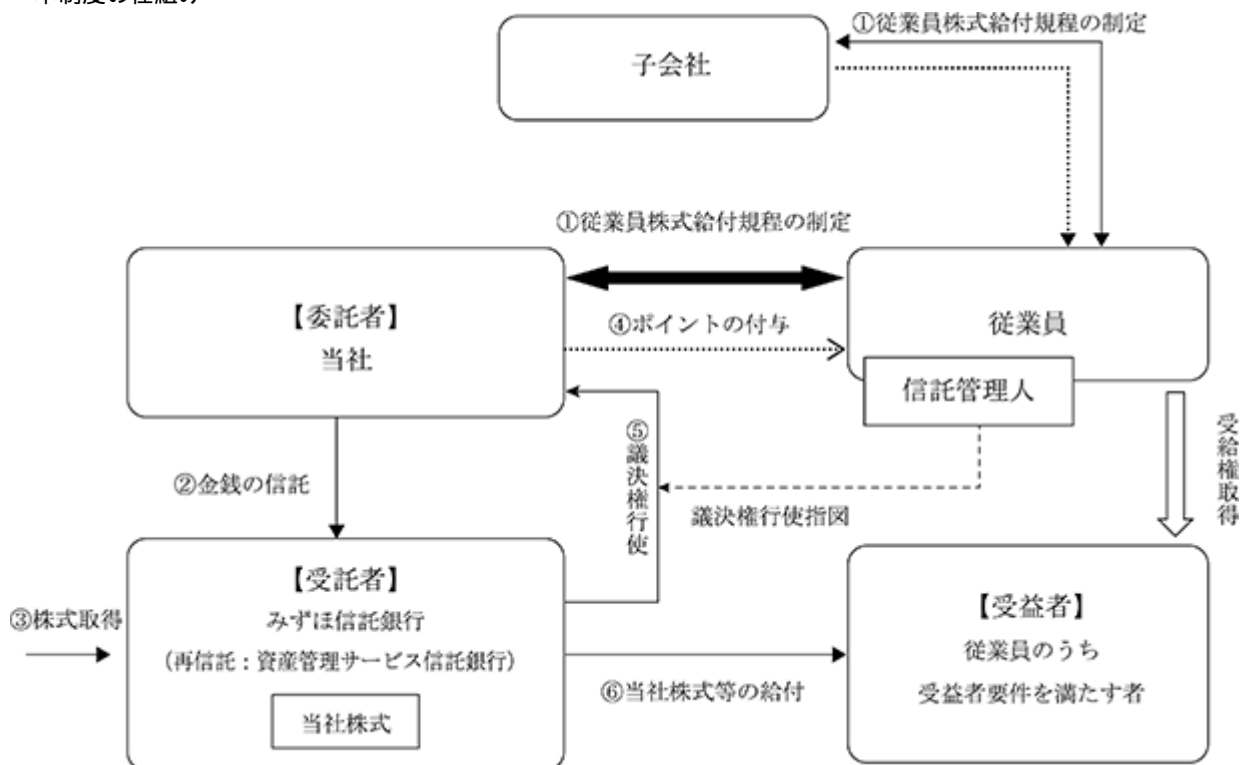 本制度の仕組み
①従業員株式給付規程の制定
子会社
①従業員株式給付規程の制定
【委託者】
当社
④ポイントの付与
従業員
信託管理人
②金銭の信託
⑤議決権行使
議決権行使指図
受給権取得
【受託者】
みずほ信託銀行
（再信託：資産管理サービス信託銀行）
当社株式
③株式取得
⑥当社株式等の給付
【受益者】
従業員のうち
受益者要件を満たす者